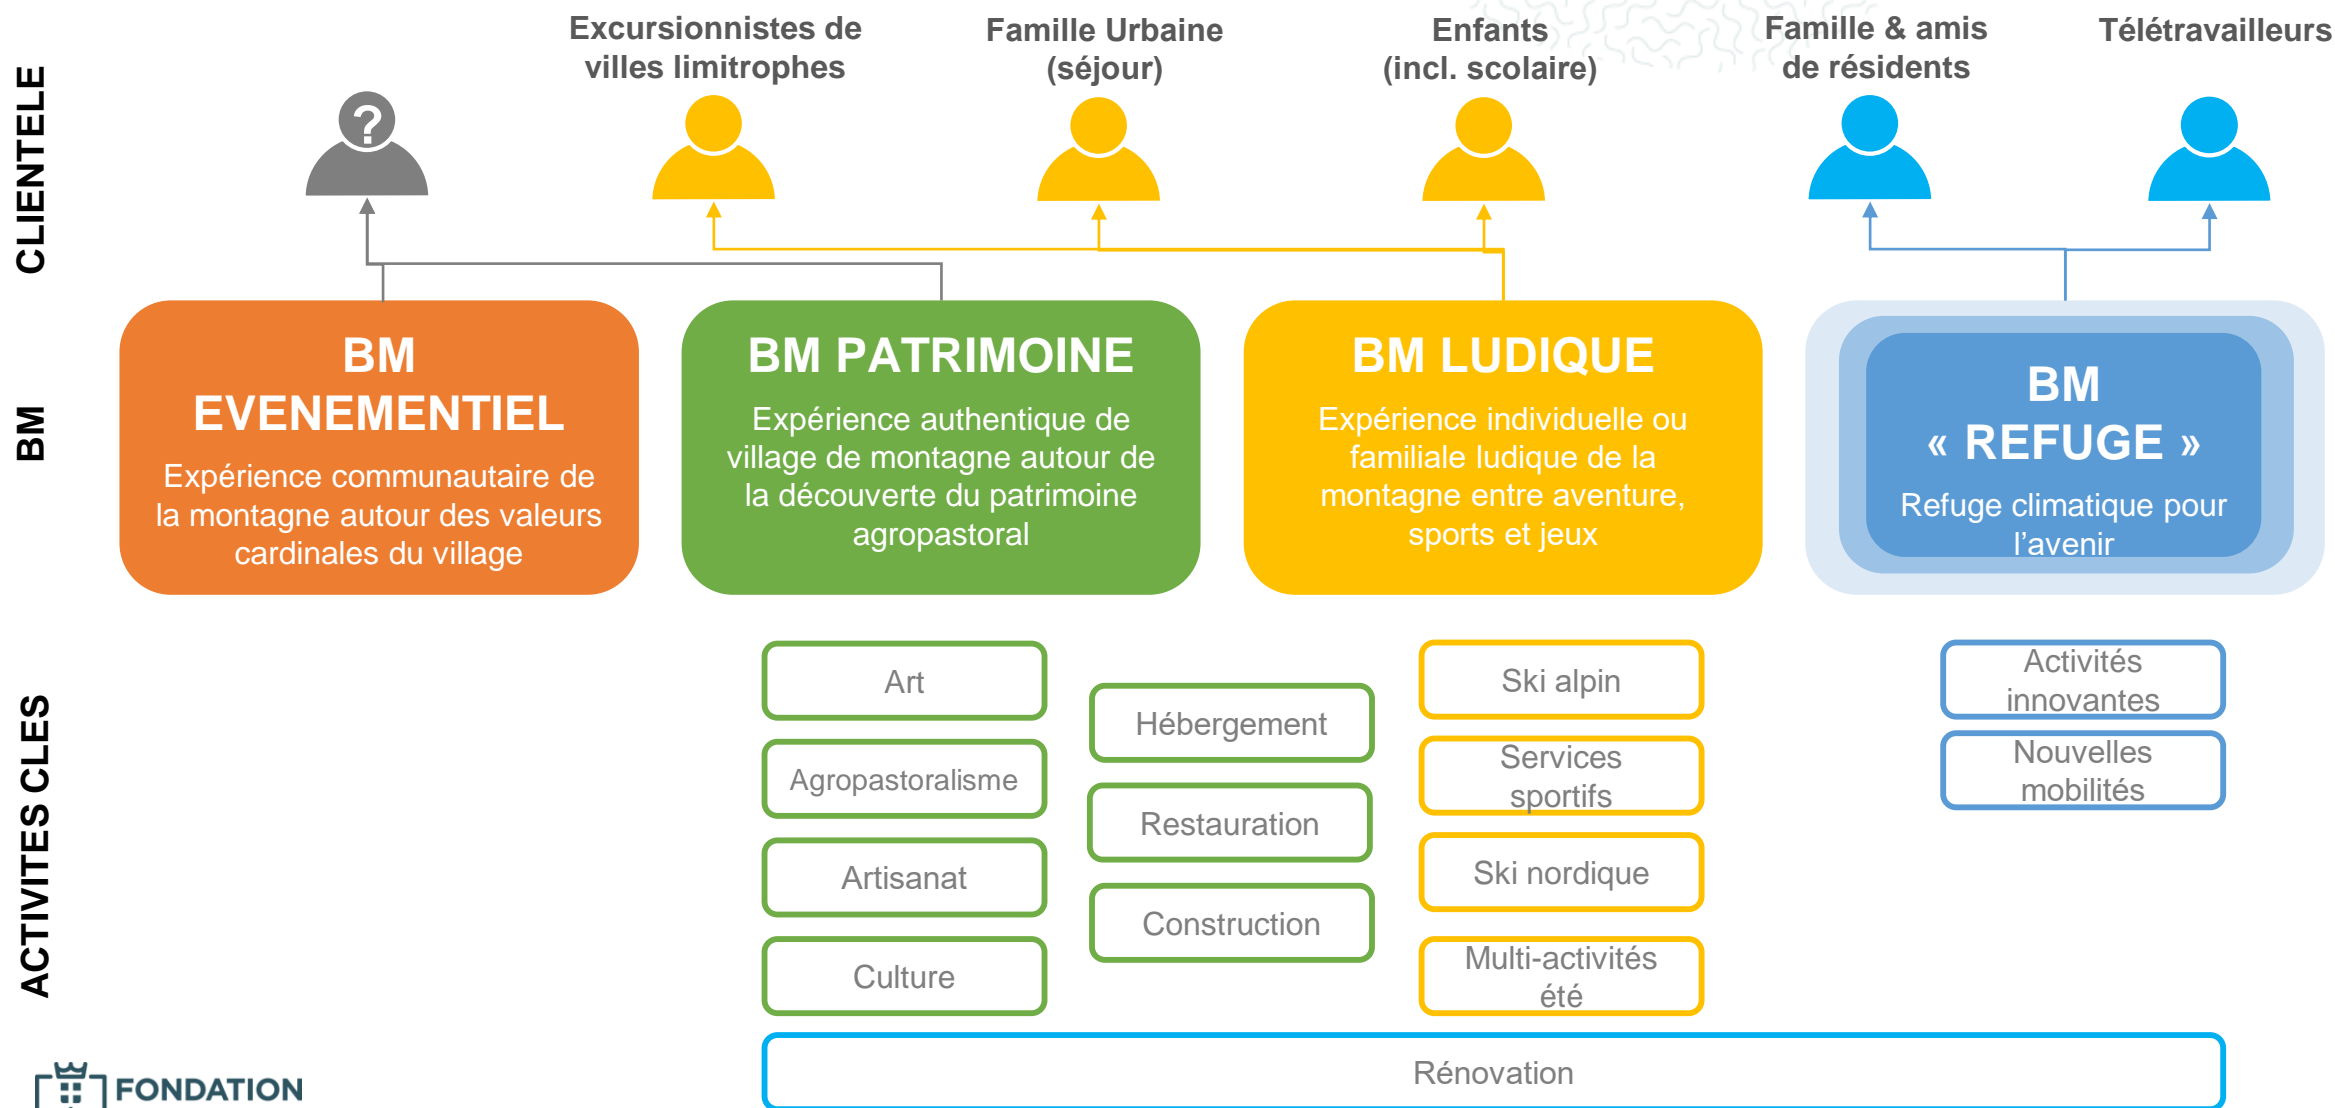 CLIENTELE
Excursionnistes de
villes limitrophes
Famille Urbaine
(séjour)
Enfants
(incl. scolaire)
Famille & amis
de résidents
Télétravailleurs
?
BM
BM
EVENEMENTIEL
Expérience communautaire de
la montagne autour des valeurs
cardinales du village
BM PATRIMOINE
Expérience authentique de
village de montagne autour de
la découverte du patrimoine
agropastoral
BM LUDIQUE
Expérience individuelle ou
familiale ludique de la
montagne entre aventure,
sports et jeux
BM
« REFUGE »
Refuge climatique pour
l’avenir
ACTIVITES CLES
Art
Agropastoralisme
Artisanat
Culture
Hébergement
Restauration
Construction
Ski alpin
Services
sportifs
Ski nordique
Multi-activités
été
Activités
innovantes
Nouvelles
mobilités
Rénovation
FONDATION